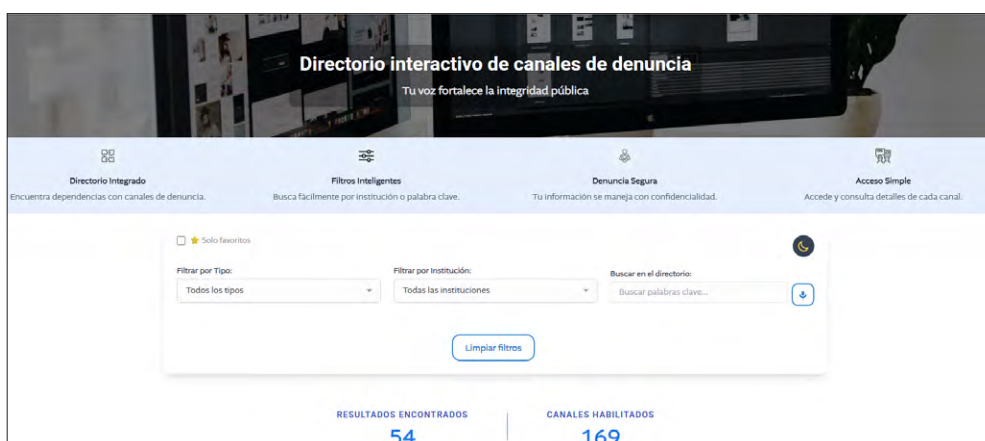 Directorio interactivo de canales de denuncia
Tu voz fortalece la integridad pública
Directorio Integrado
Encuentra dependencias con canales de denuncia.
Filtros Inteligentes
Busca fácilmente por institución o palabra clave.
Denuncia Segura
Tu información se maneja con confidencialidad.
Acceso Simple
Accede y consulta detalles de cada canal.
Solo favoritos
Filtrar por Tipo:
Todos los tipos
Filtrar por Institución:
Todas las instituciones
Buscar en el directorio:
Buscar palabras clave...
Limpiar filtros
RESULTADOS ENCONTRADOS
54
CANALES HABILITADOS
169